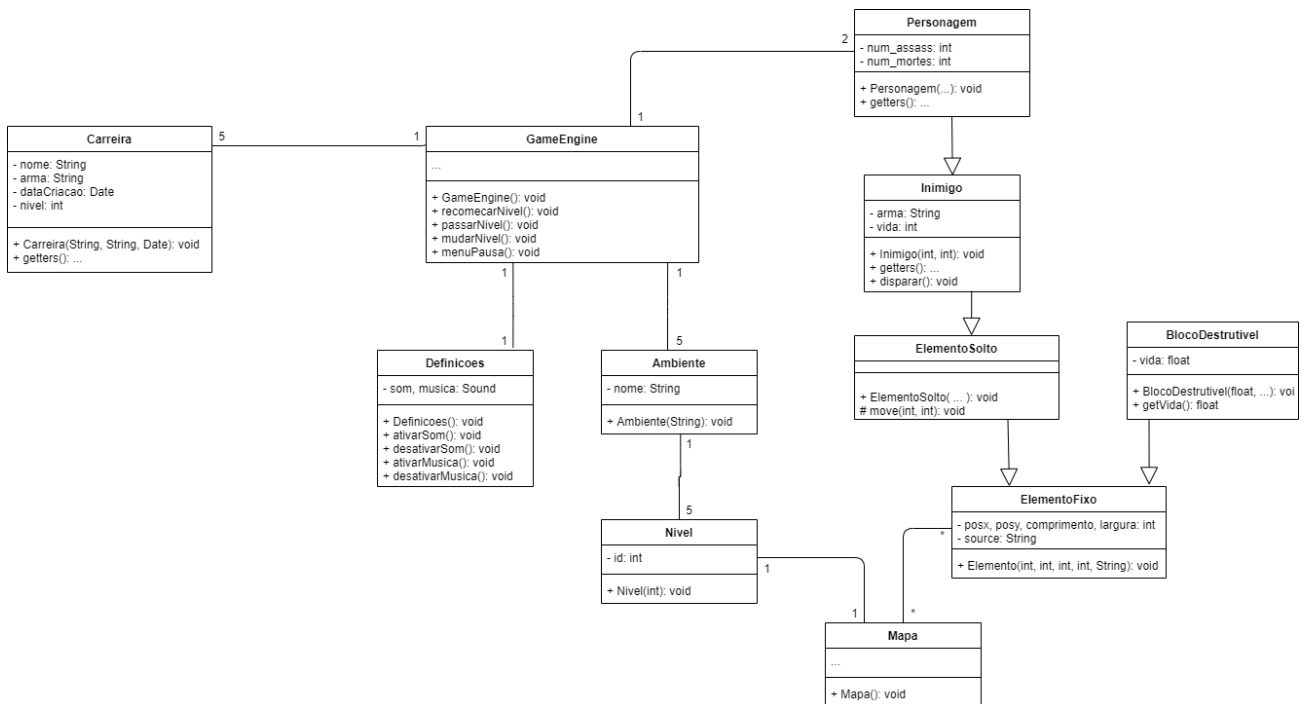 Personagem
- num_assass: int
- num_mortes: int
+ Personagem(...): void
+ getters(): ...
2
1
Carreira
- nome: String
- arma: String
- dataCriacao: Date
- nivel: int
+ Carreira(String, String, Date): void
+ getters(): ...
5
1
GameEngine
...
+ GameEngine(): void
+ recomecarNivel(): void
+ passarNivel(): void
+ mudarNivel(): void
+ menuPausa(): void
1
1
Inimigo
- arma: String
- vida: int
+ Inimigo(int, int): void
+ getters(): ...
+ disparar(): void
1
5
Definicoes
- som, musica: Sound
+ Definicoes(): void
+ ativarSom(): void
+ desativarSom(): void
+ ativarMusica(): void
+ desativarMusica(): void
Ambiente
- nome: String
+ Ambiente(String): void
1
5
ElementoSolto
+ ElementoSolto( ... ): void
# move(int, int): void
BlocoDestrutivel
- vida: float
+ BlocoDestrutivel(float, ...): voi
+ getVida(): float
Nivel
- id: int
+ Nivel(int): void
1
1
ElementoFixo
- posx, posy, comprimento, largura: int
- source: String
+ Elemento(int, int, int, int, String): void
*
*
Mapa
...
+ Mapa(): void